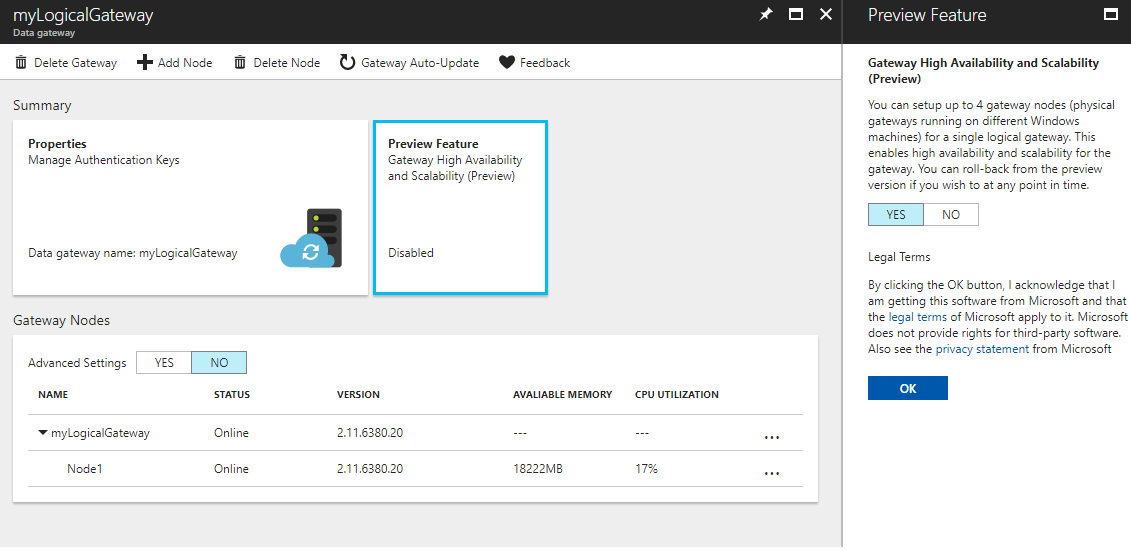 myLogicalGateway
Data gateway
Delete Gateway
Add Node
Delete Node
Gateway Auto-Update
Feedback
Summary
Properties
Manage Authentication Keys
Data gateway name: myLogicalGateway
Preview Feature
Gateway High Availability
and Scalability (Preview)
Disabled
Gateway Nodes
Advanced Settings YES NO
NAME STATUS VERSION AVALIABLE MEMORY CPU UTILIZATION
myLogicalGateway Online 2.11.6380.20 --- --- ...
Node1 Online 2.11.6380.20 18222MB 17% ...
Preview Feature
Gateway High Availability and Scalability
(Preview)
You can setup up to 4 gateway nodes (physical
gateways running on different Windows
machines) for a single logical gateway. This
enables high availability and scalability for the
gateway. You can roll-back from the preview
version if you wish to at any point in time.
YES NO
Legal Terms
By clicking the OK button, I acknowledge that I
am getting this software from Microsoft and that
the legal terms of Microsoft apply to it. Microsoft
does not provide rights for third-party software.
Also see the privacy statement from Microsoft
OK